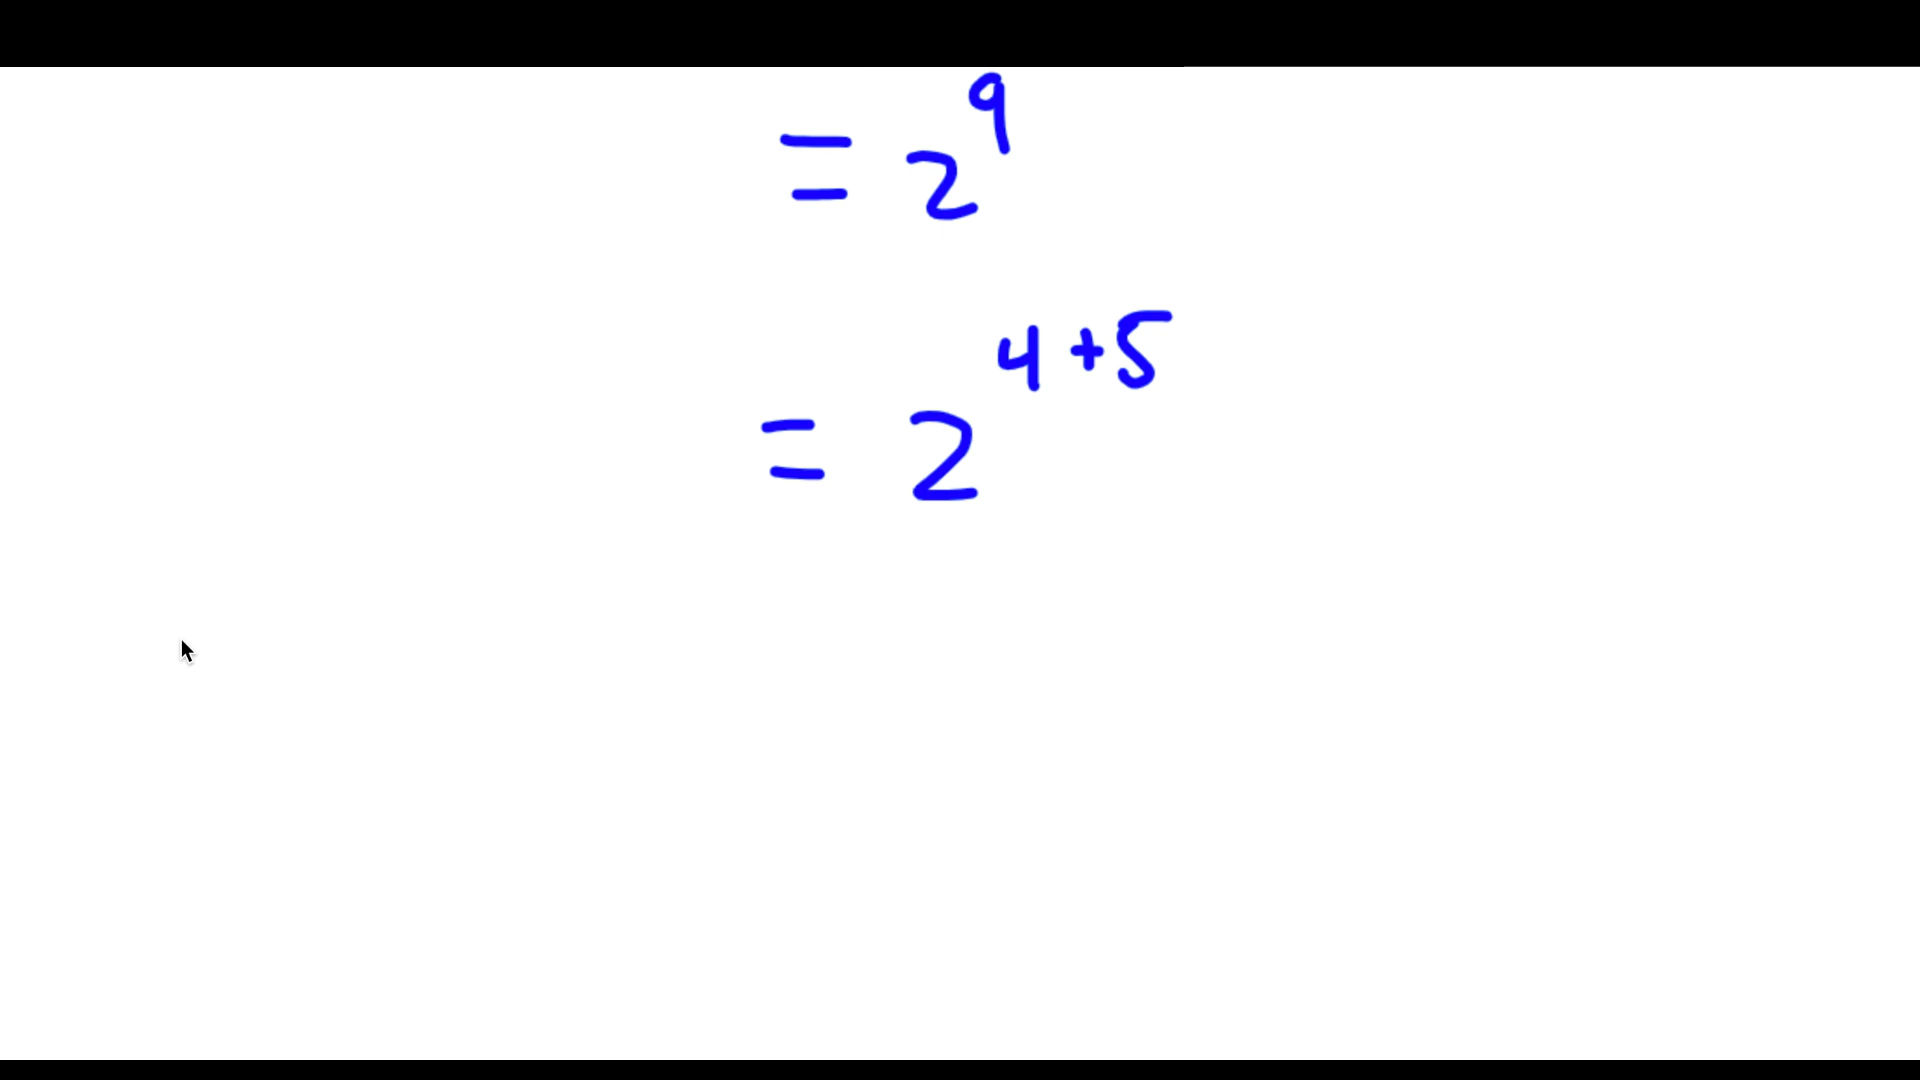 = 2^9
= 2^{4+5}